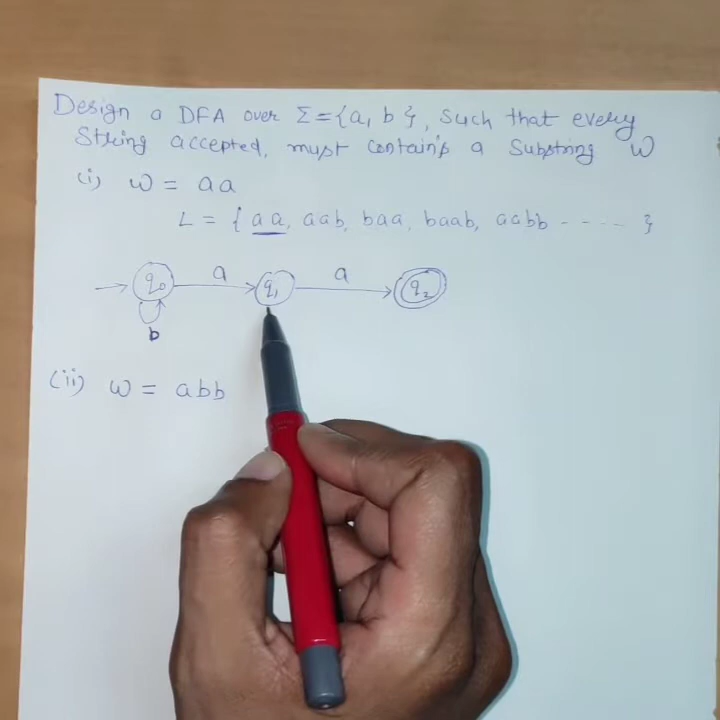 Design a DFA over Σ={a, b}, such that every
String accepted, must contain's a substring w
(i) w = aa
L = {aa, aab, baa, baab, aabb - - - - - }
q₀ a q₁ a q₂
b
(ii) w = abb